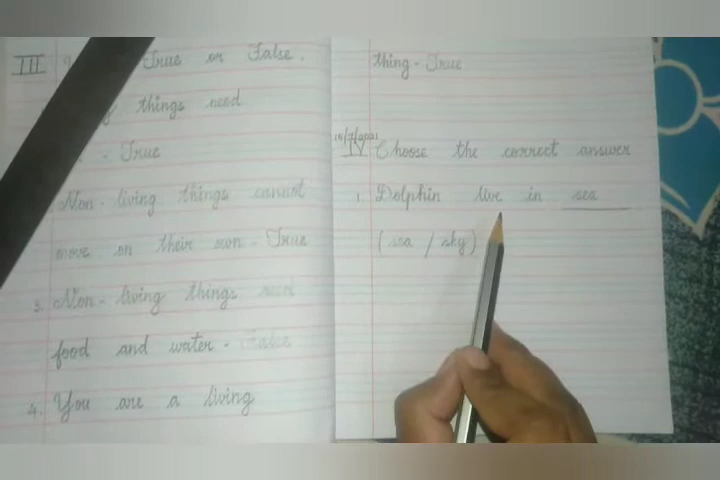 III True or False.
things need
- True
Non-living things cannot
move on their own - True
3. Non-living things
food and water - False
4. You are a living
thing - True
IV Choose the correct answer
1. Dolphin live in sea
(sea / sky)